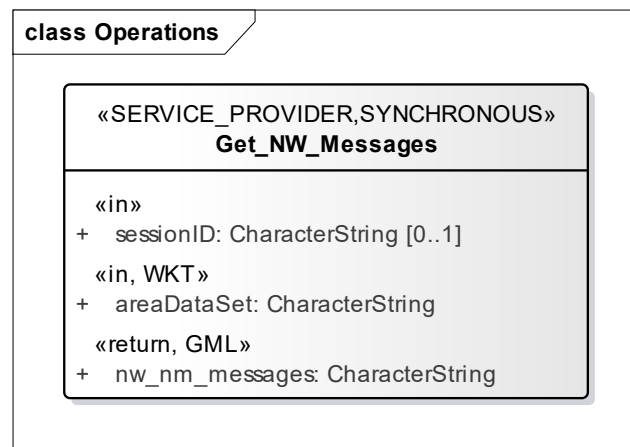 class Operations
«SERVICE_PROVIDER,SYNCHRONOUS»
Get_NW_Messages
«in»
+ sessionID: CharacterString [0..1]
«in, WKT»
+ areaDataSet: CharacterString
«return, GML»
+ nw_nm_messages: CharacterString